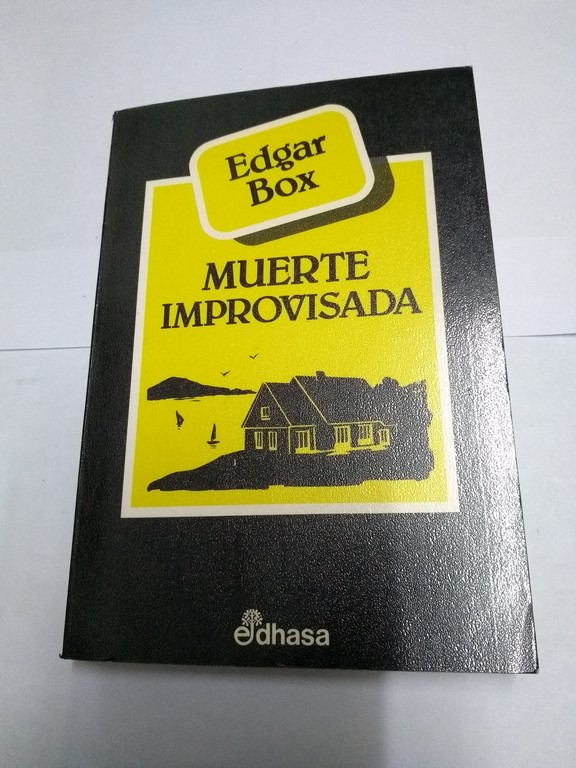 Edgar
Box
MUERTE
IMPROVISADA
edhasa